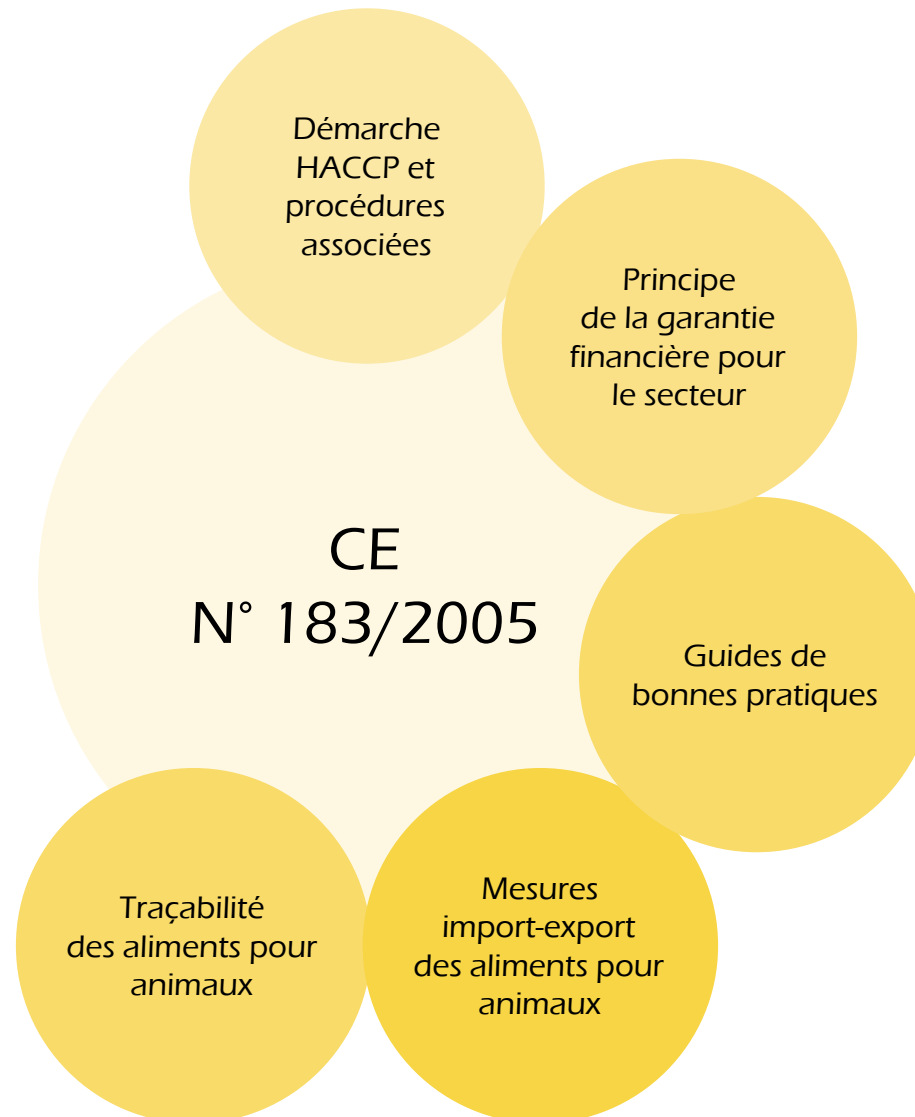 Démarche
HACCP et
procédures
associées
Principe
de la garantie
financière pour
le secteur
CE
N° 183/2005
Guides de
bonnes pratiques
Mesures
import-export
des aliments pour
animaux
Traçabilité
des aliments pour
animaux